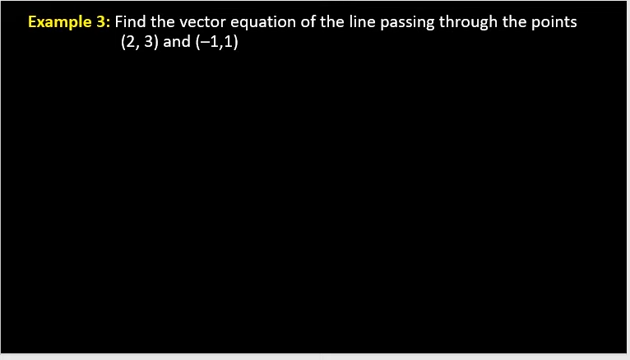 Example 3: Find the vector equation of the line passing through the points
(2, 3) and (–1,1)